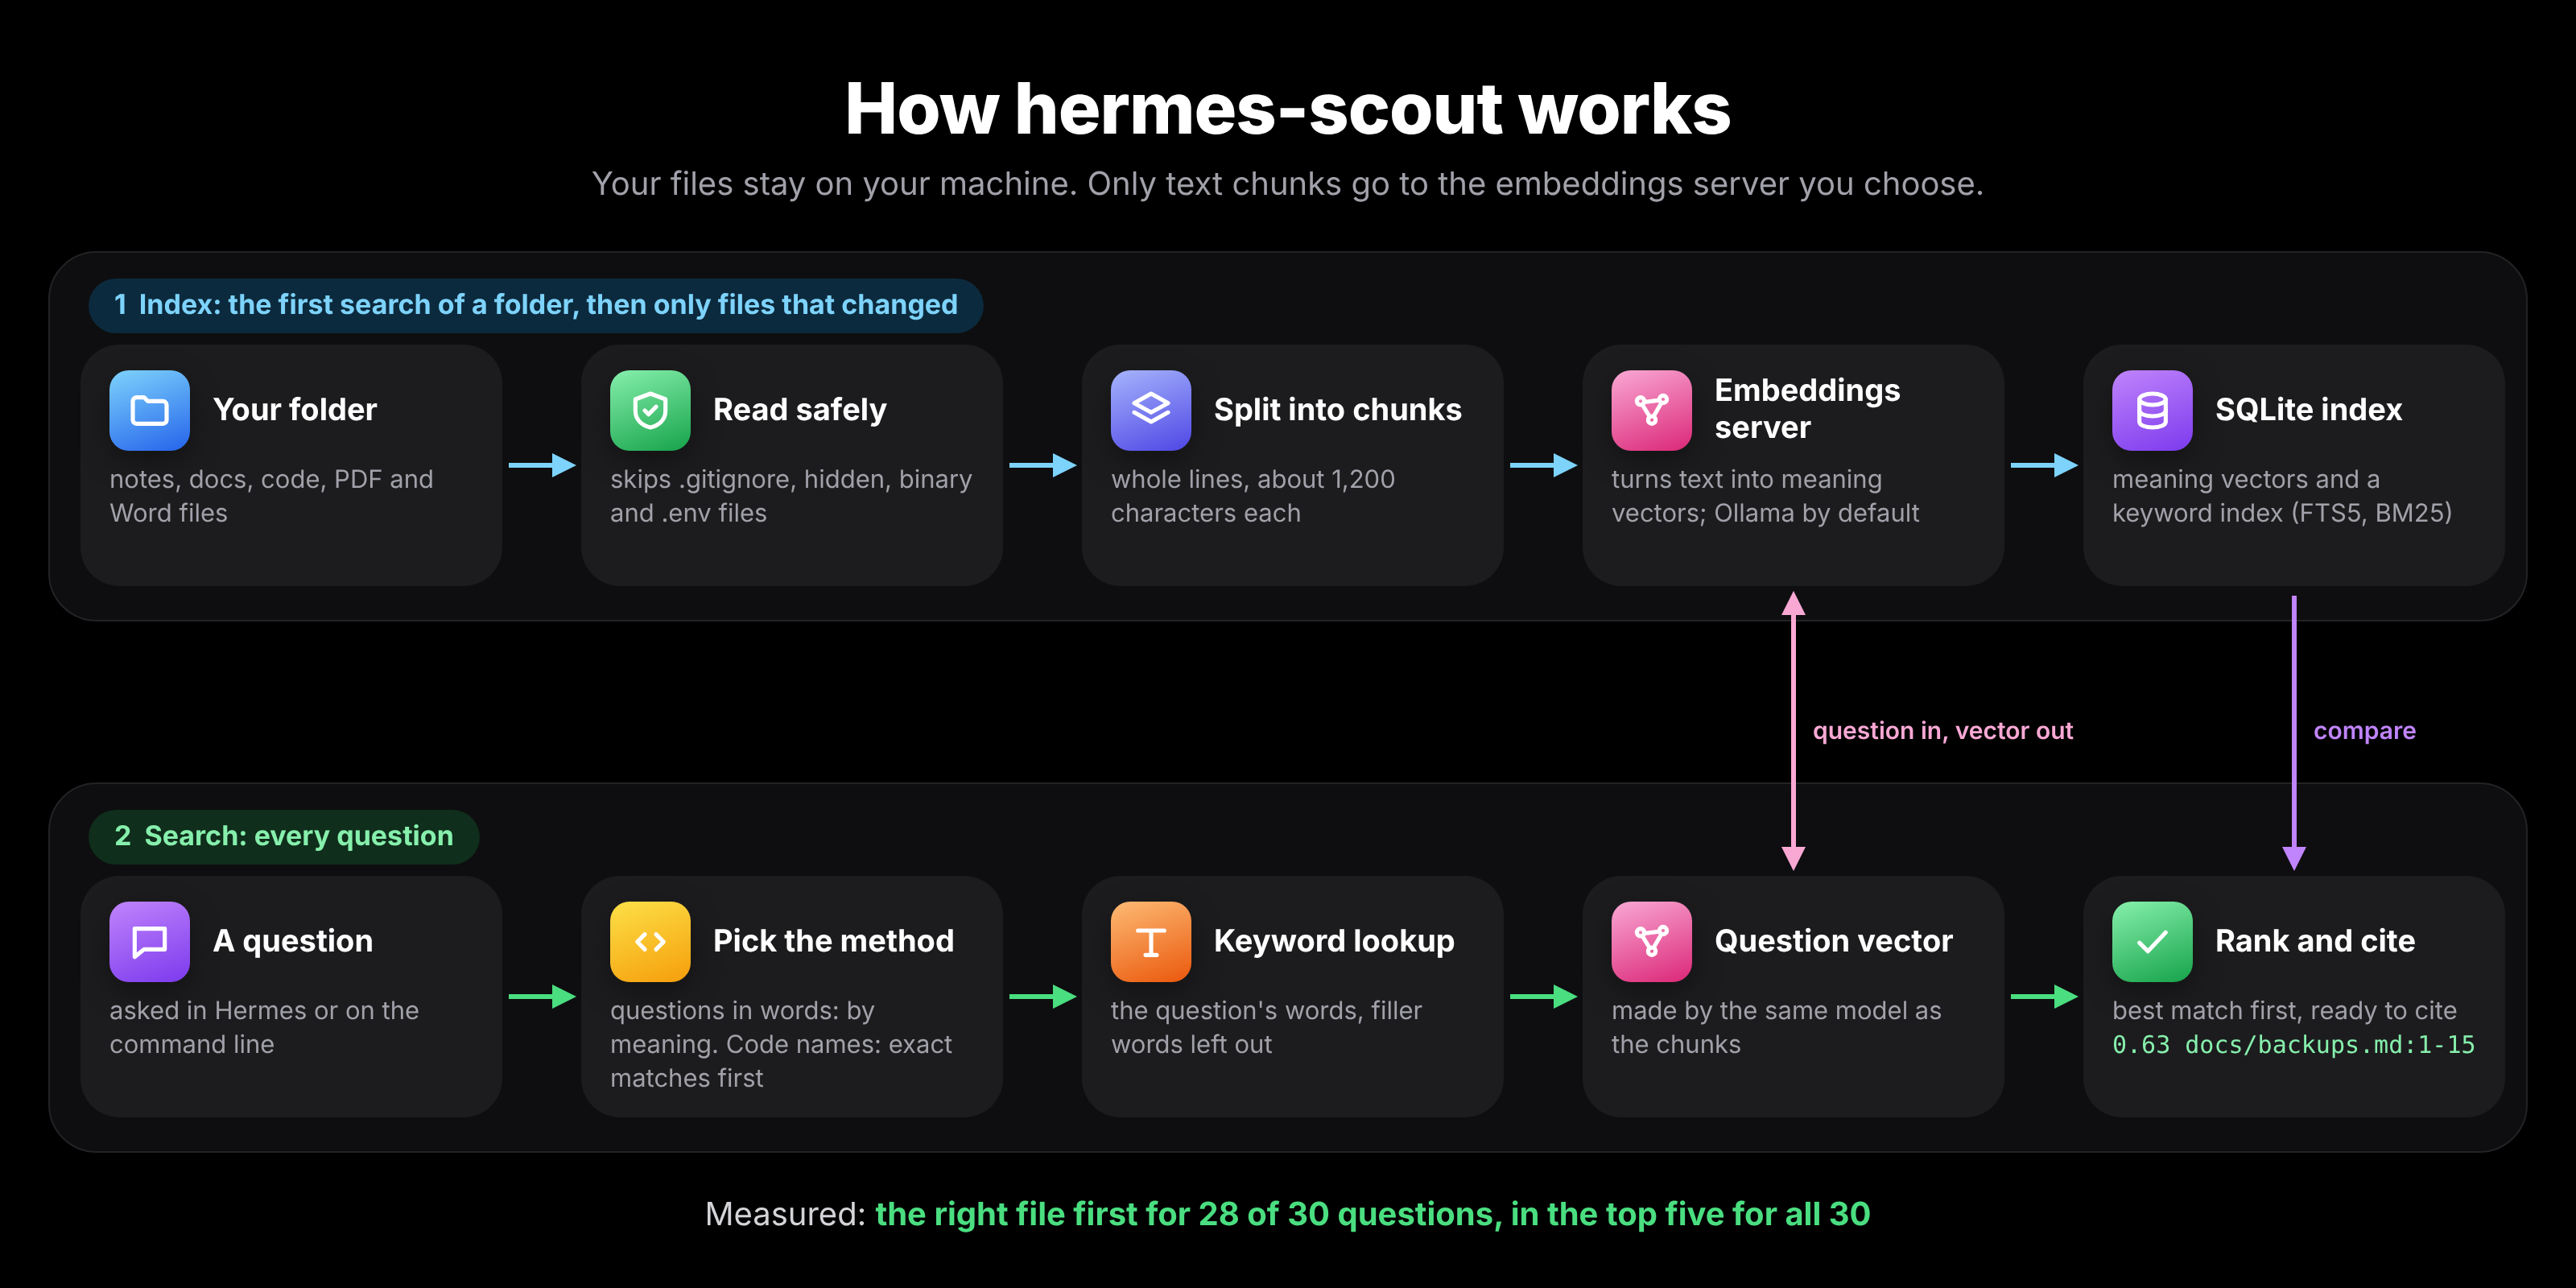 How hermes-scout works
Your files stay on your machine. Only text chunks go to the embeddings server you choose.
1 Index: the first search of a folder, then only files that changed
Your folder
notes, docs, code, PDF and
Word files
Read safely
skips .gitignore, hidden, binary
and .env files
Split into chunks
whole lines, about 1,200
characters each
Embeddings
server
turns text into meaning
vectors; Ollama by default
SQLite index
meaning vectors and a
keyword index (FTS5, BM25)
question in, vector out
compare
2 Search: every question
A question
asked in Hermes or on the
command line
Pick the method
questions in words: by
meaning. Code names: exact
matches first
Keyword lookup
the question's words, filler
words left out
Question vector
made by the same model as
the chunks
Rank and cite
best match first, ready to cite
0.63 docs/backups.md:1-15
Measured: the right file first for 28 of 30 questions, in the top five for all 30